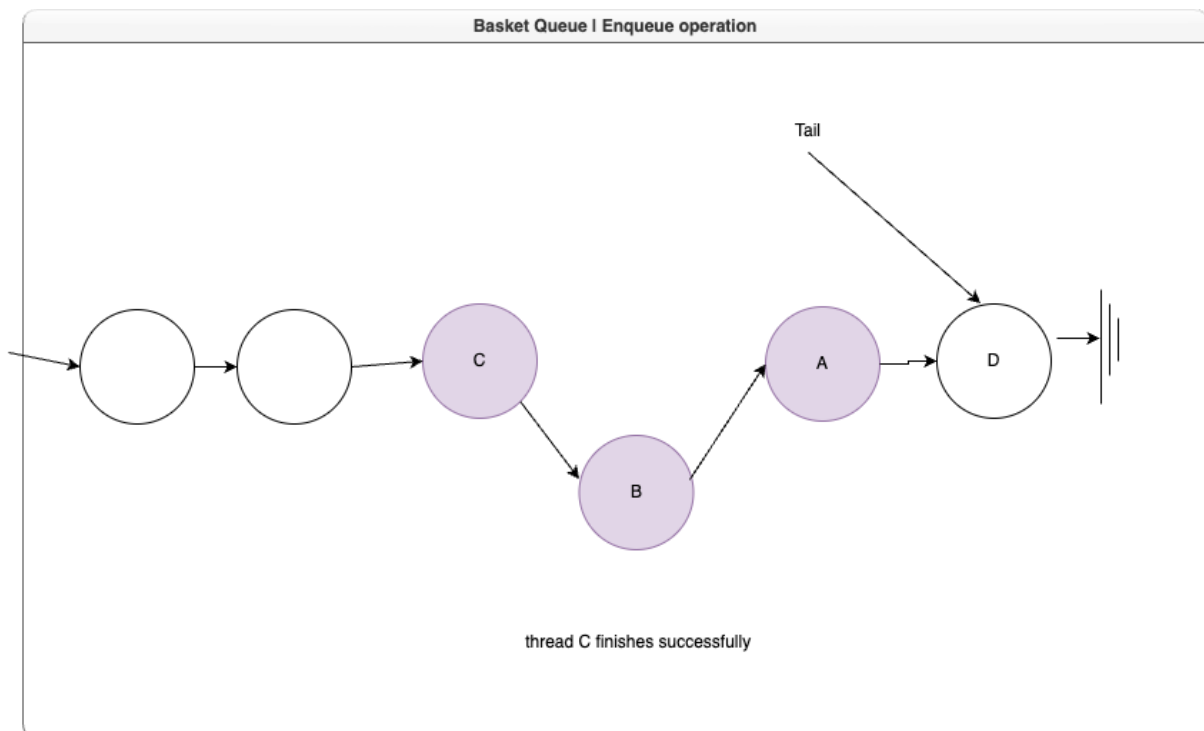 Basket Queue | Enqueue operation
Tail
C
A
D
B
thread C finishes successfully